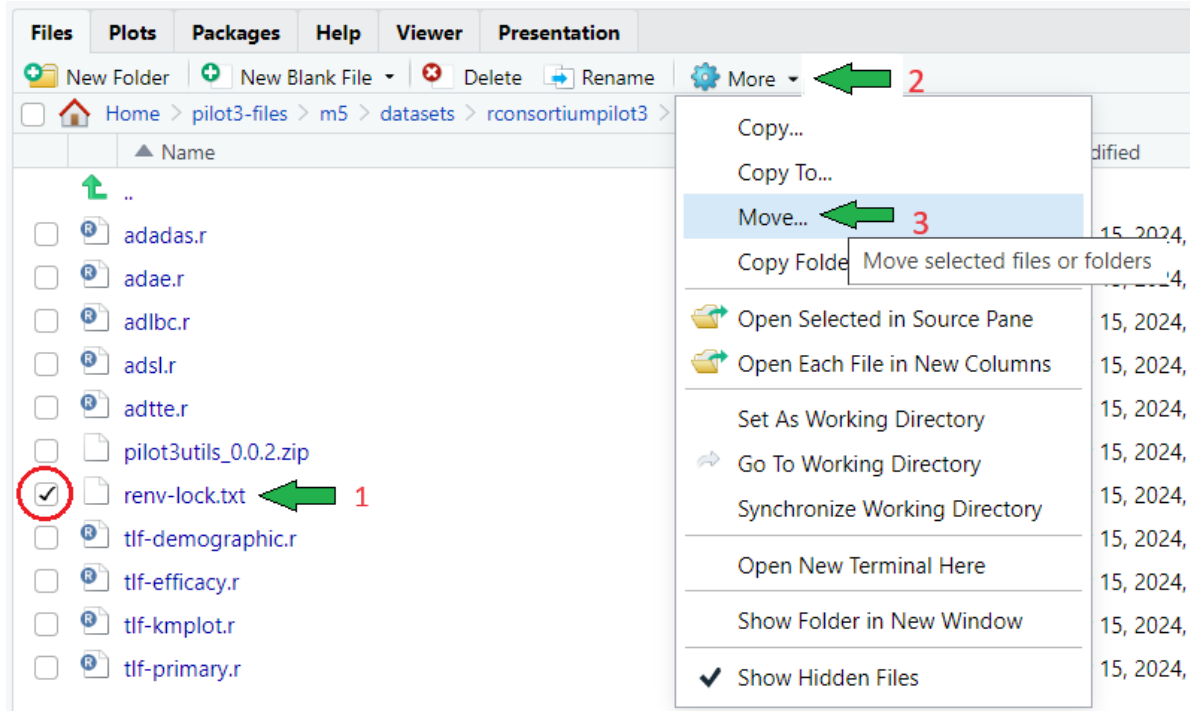 Files Plots Packages Help Viewer Presentation
New Folder New Blank File Delete Rename More 2
Home > pilot3-files > m5 > datasets > rconsortiumpilot3 >
Name
dified
..
adadas.r
15, 2024,
adae.r
4,
adlbc.r
15, 2024,
adsl.r
15, 2024,
adtte.r
15, 2024,
pilot3utils_0.0.2.zip
15, 2024,
renv-lock.txt 1
15, 2024,
tlf-demographic.r
15, 2024,
tlf-efficacy.r
15, 2024,
tlf-kmplot.r
15, 2024,
tlf-primary.r
15, 2024,
Copy...
Copy To...
Move... 3
Copy Folde
Move selected files or folders
Open Selected in Source Pane
Open Each File in New Columns
Set As Working Directory
Go To Working Directory
Synchronize Working Directory
Open New Terminal Here
Show Folder in New Window
Show Hidden Files